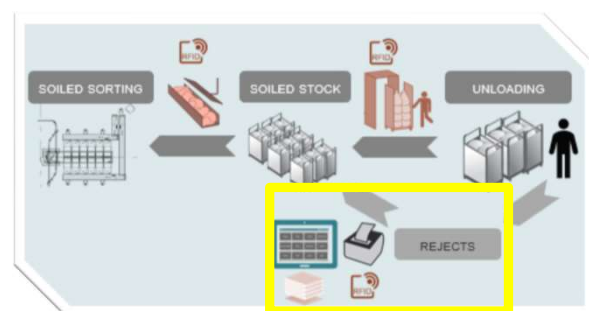 RFID
RFID
SOILED SORTING
SOILED STOCK
UNLOADING
REJECTS
RFID